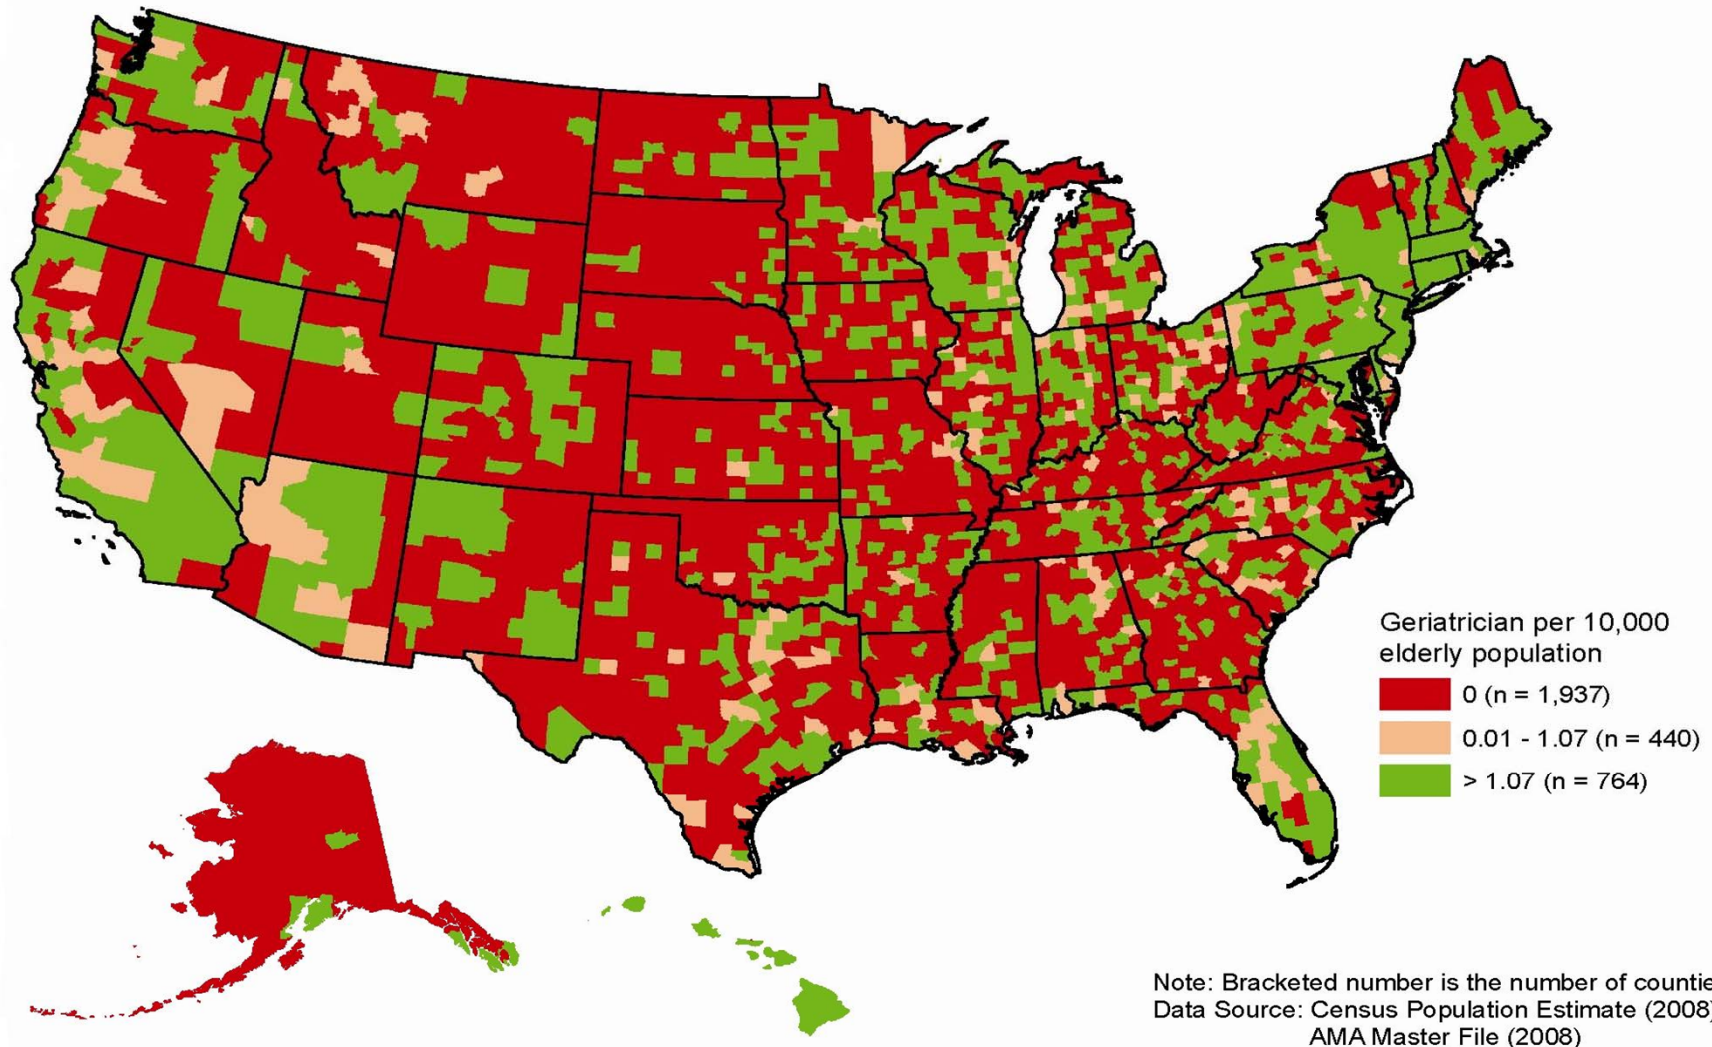 Geriatrician per 10,000
elderly population
0 (n = 1,937)
0.01 - 1.07 (n = 440)
> 1.07 (n = 764)
Note: Bracketed number is the number of countie
Data Source: Census Population Estimate (2008)
AMA Master File (2008)